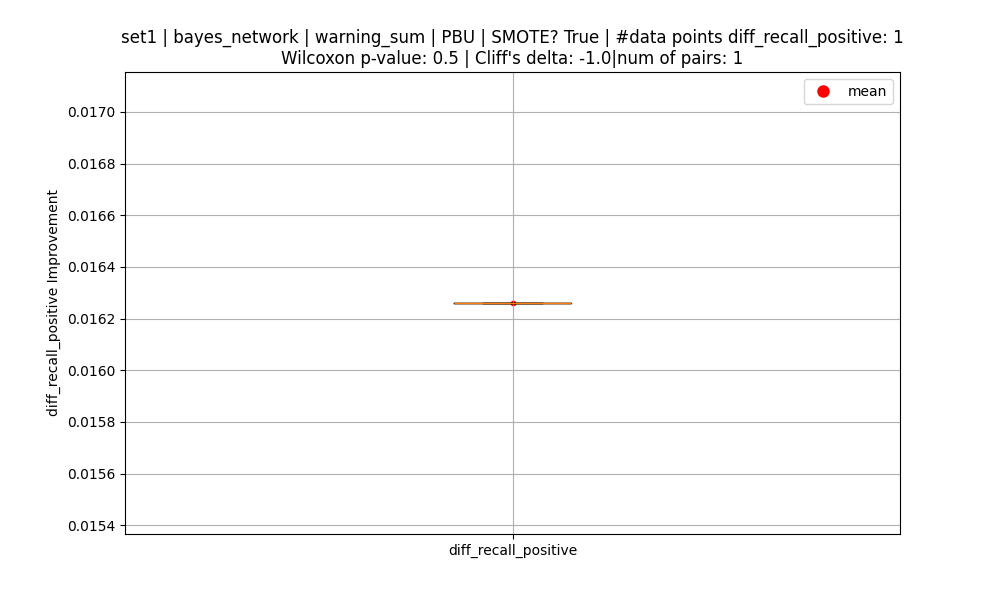 set1 | bayes_network | warning_sum | PBU | SMOTE? True | #data points diff_recall_positive: 1
Wilcoxon p-value: 0.5 | Cliff's delta: -1.0|num of pairs: 1
mean
0.0170
0.0168
0.0166
0.0164
0.0162
0.0160
0.0158
0.0156
0.0154
diff_recall_positive Improvement
diff_recall_positive